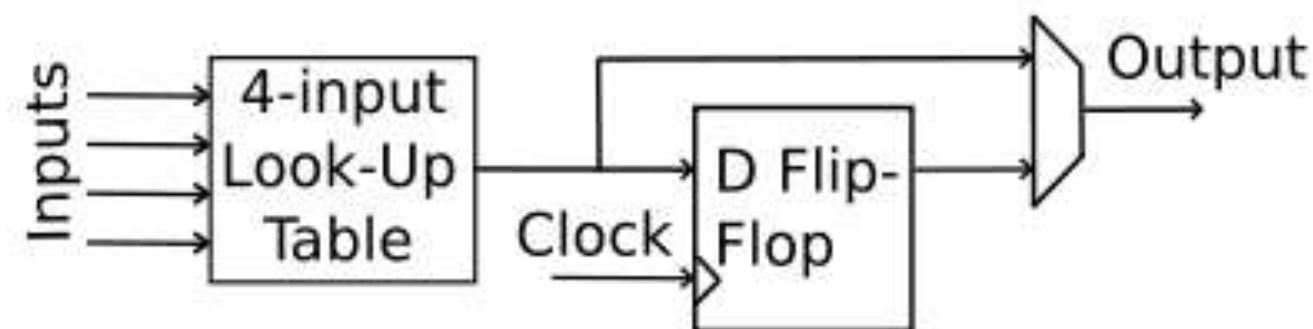 Inputs
4-input
Look-Up
Table
Clock
D Flip-
Flop
Output